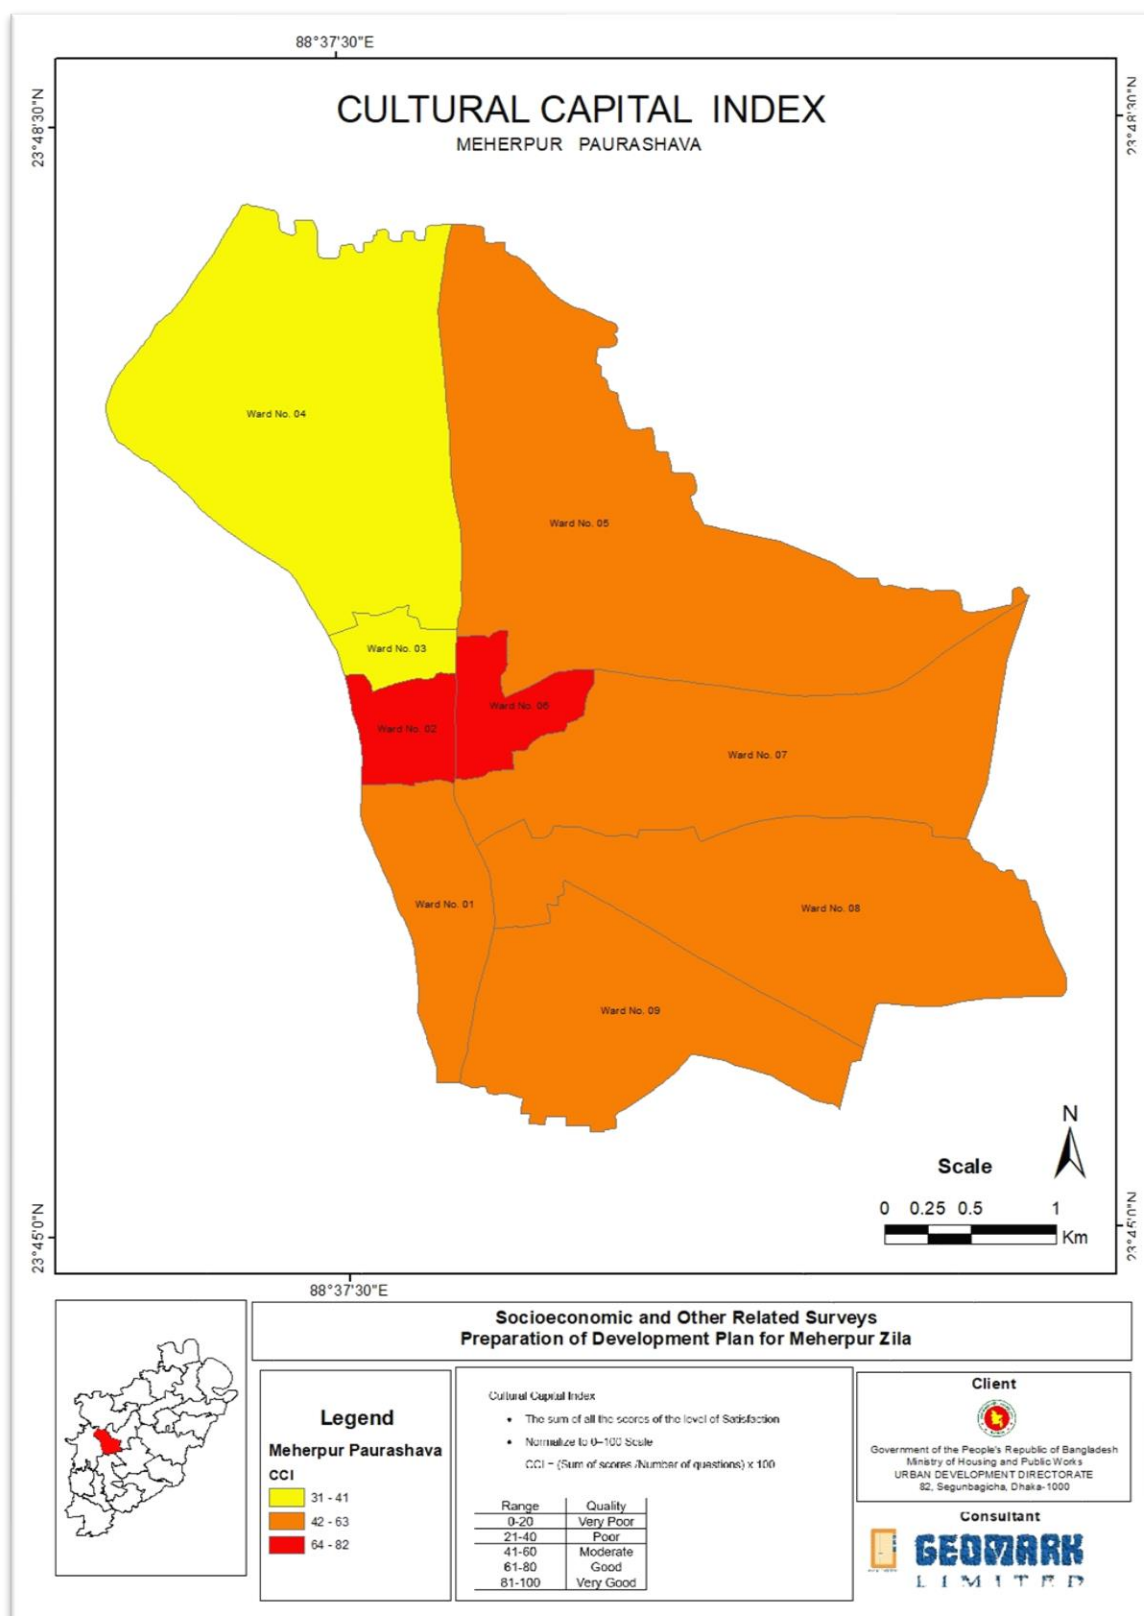 88°37'30"E
CULTURAL CAPITAL INDEX
MEHERPUR PAURASHAVA
23°48'30"N
23°48'30"N
Ward No. 04
Ward No. 05
Ward No. 03
Ward No. 06
Ward No. 02
Ward No. 07
Ward No. 01
Ward No. 08
Ward No. 09
N
Scale
0 0.25 0.5 1
Km
23°45'0"N
23°45'0"N
88°37'30"E
Socioeconomic and Other Related Surveys
Preparation of Development Plan for Meherpur Zila
Legend
Meherpur Paurashava
CCI
31 - 41
42 - 63
64 - 82
Cultural Capital Index
• The sum of all the scores of the level of Satisfaction
• Normalize to 0–100 Scale
CCI = (Sum of scores /Number of questions) x 100
Range Quality
0-20 Very Poor
21-40 Poor
41-60 Moderate
61-80 Good
81-100 Very Good
Client
Government of the People's Republic of Bangladesh
Ministry of Housing and Public Works
URBAN DEVELOPMENT DIRECTORATE
82, Segunbagicha, Dhaka-1000
Consultant
GEOMARK
LIMITED